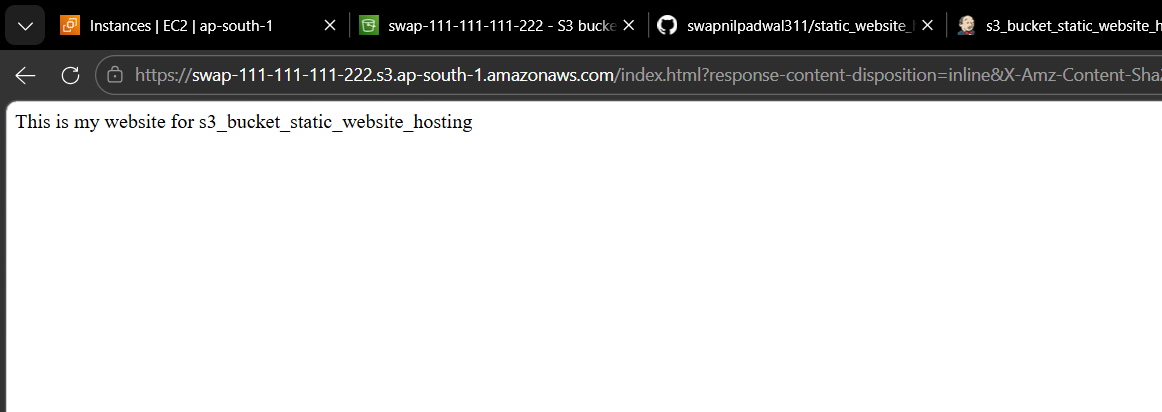 Instances | EC2 | ap-south-1
swap-111-111-111-222 - S3 bucke
swapnilpadwal311/static_website_
s3_bucket_static_website_h
https://swap-111-111-111-222.s3.ap-south-1.amazonaws.com/index.html?response-content-disposition=inline&X-Amz-Content-Sha2
This is my website for s3_bucket_static_website_hosting